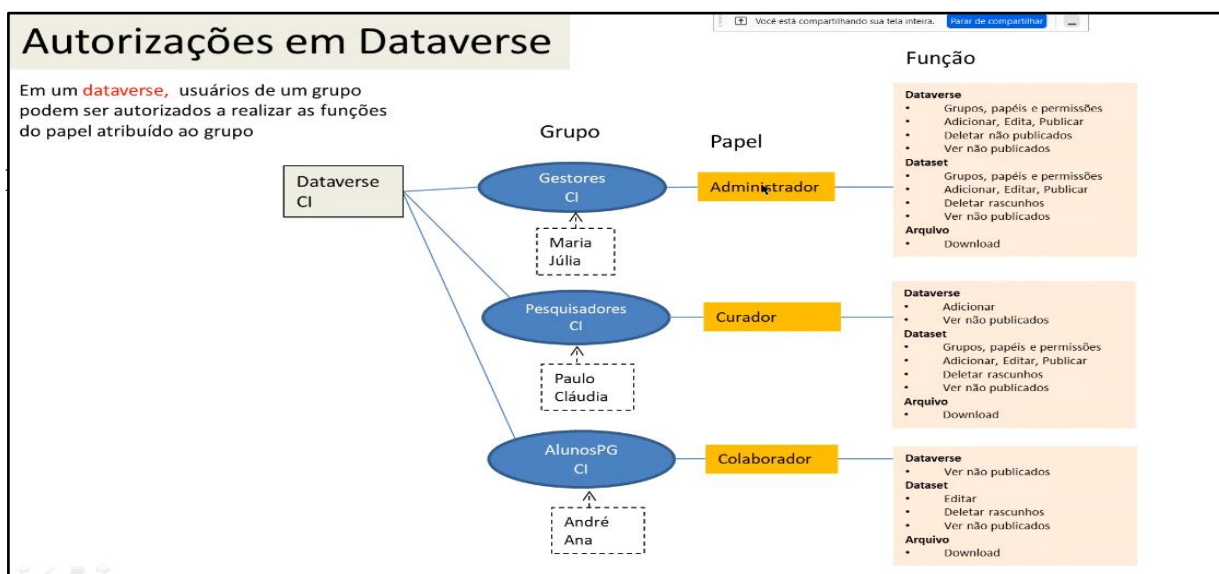 Você está compartilhando sua tela inteira. Parar de compartilhar
Autorizações em Dataverse
Em um dataverse, usuários de um grupo
podem ser autorizados a realizar as funções
do papel atribuído ao grupo
Grupo
Papel
Função
Dataverse
CI
Gestores
CI
Maria
Júlia
Administrador
Dataverse
• Grupos, papéis e permissões
• Adicionar, Edita, Publicar
• Deletar não publicados
• Ver não publicados
Dataset
• Grupos, papéis e permissões
• Adicionar, Editar, Publicar
• Deletar rascunhos
• Ver não publicados
Arquivo
• Download
Pesquisadores
CI
Paulo
Cláudia
Curador
Dataverse
• Adicionar
• Ver não publicados
Dataset
• Grupos, papéis e permissões
• Adicionar, Editar, Publicar
• Deletar rascunhos
• Ver não publicados
Arquivo
• Download
AlunosPG
CI
André
Ana
Colaborador
Dataverse
• Ver não publicados
Dataset
• Editar
• Deletar rascunhos
• Ver não publicados
Arquivo
• Download